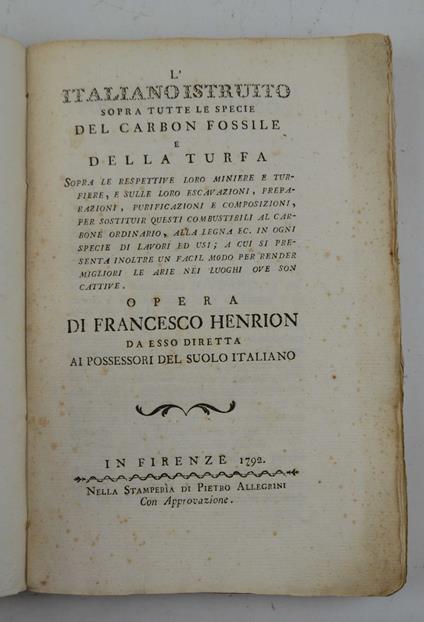 L'
ITALIANO ISTRUITO
SOPRA TUTTE LE SPECIE
DEL CARBON FOSSILE
E
DELLA TURFA
SOPRA LE RESPETTIVE LORO MINIERE E TUR-
FIERE, E SULLE LORO ESCAVAZIONI, PREPA-
RAZIONI, PURIFICAZIONI E COMPOSIZIONI,
PER SOSTITUIR QUESTI COMBUSTIBILI AL CAR-
BONE ORDINARIO, ALLA LEGNA EC. IN OGNI
SPECIE DI LAVORI ED USI; A CUI SI PRE-
SENTA INOLTRE UN FACIL MODO PER RENDER
MIGLIORI LE ARIE NEI LUOGHI OVE SON
CATTIVE.
OPERA
DI FRANCESCO HENRION
DA ESSO DIRETTA
AI POSSESSORI DEL SUOLO ITALIANO
IN FIRENZE 1792.
NELLA STAMPERÌA DI PIETRO ALLEGRINI
Con Approvazione.